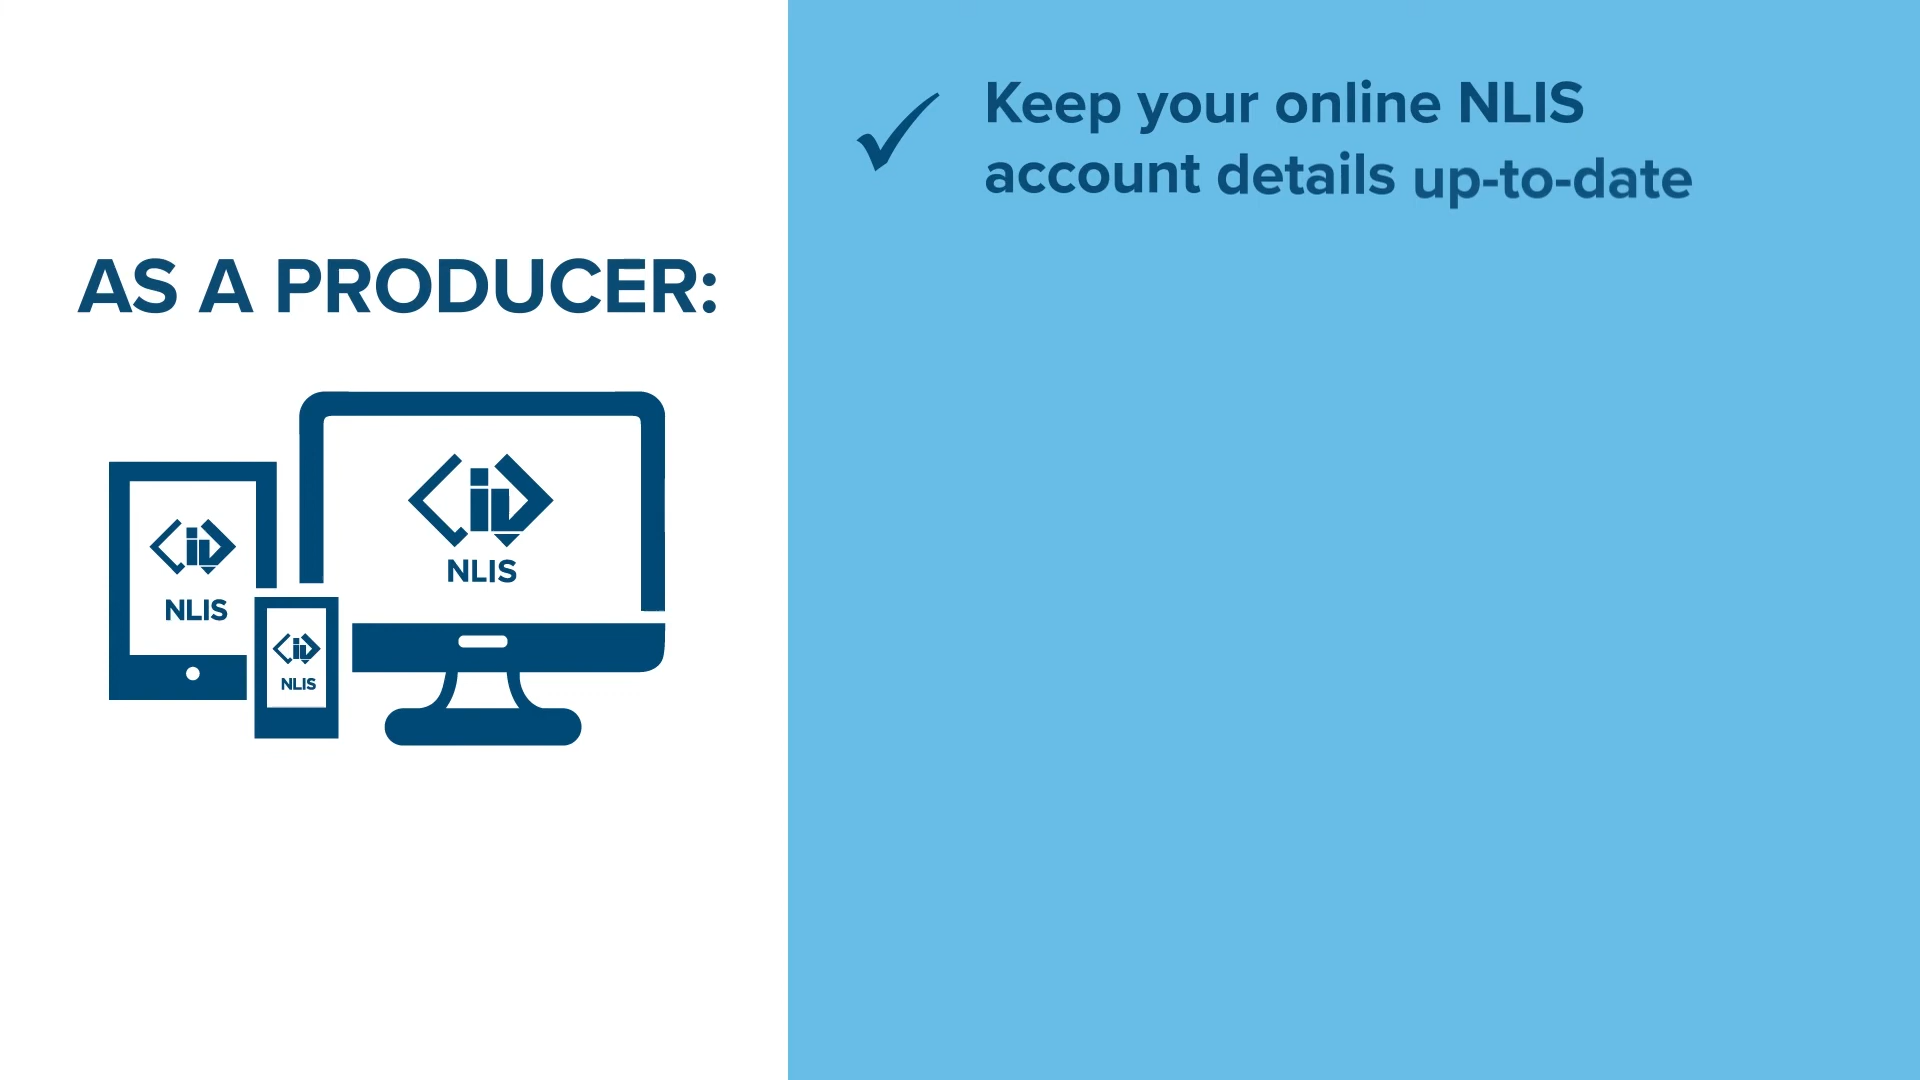 AS A PRODUCER:
NLIS
NLIS
NLIS
Keep your online NLIS
account details up-to-date